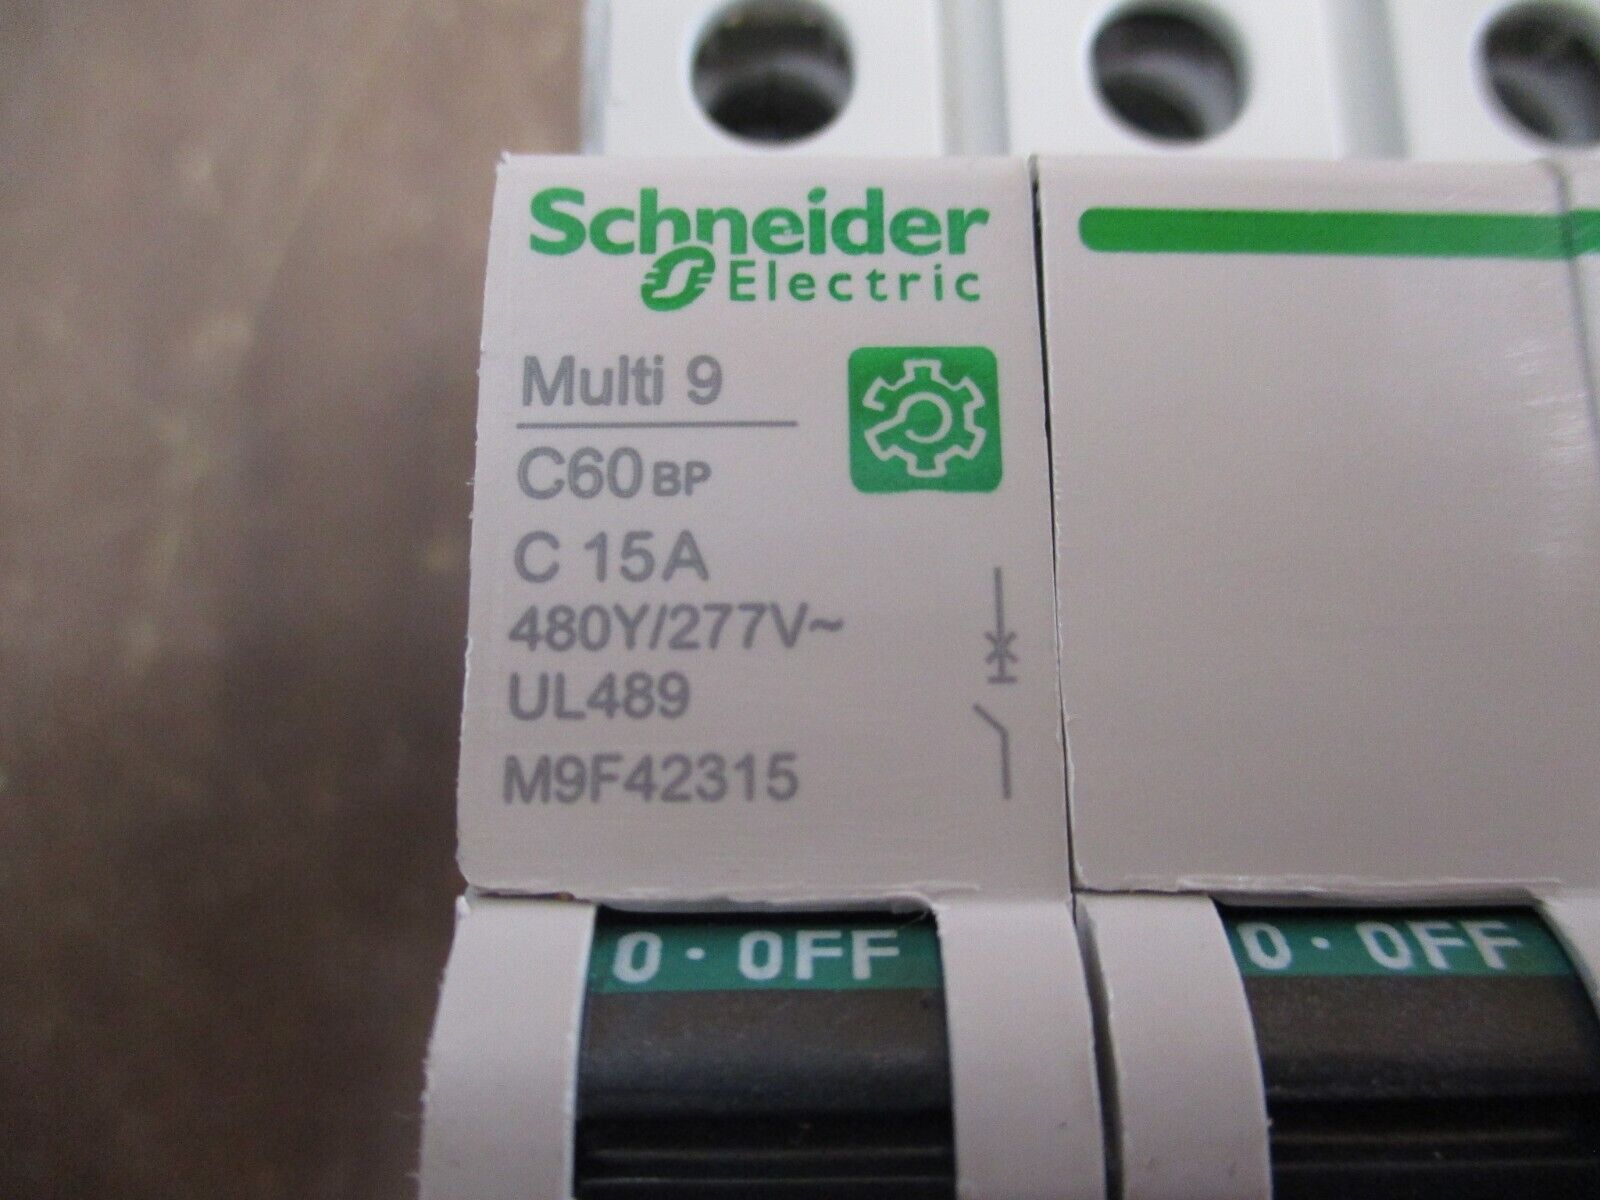 Schneider
Electric
Multi 9
C60BP
C 15A
480Y/277V~
UL489
M9F42315
0 · OFF
0 · OFF